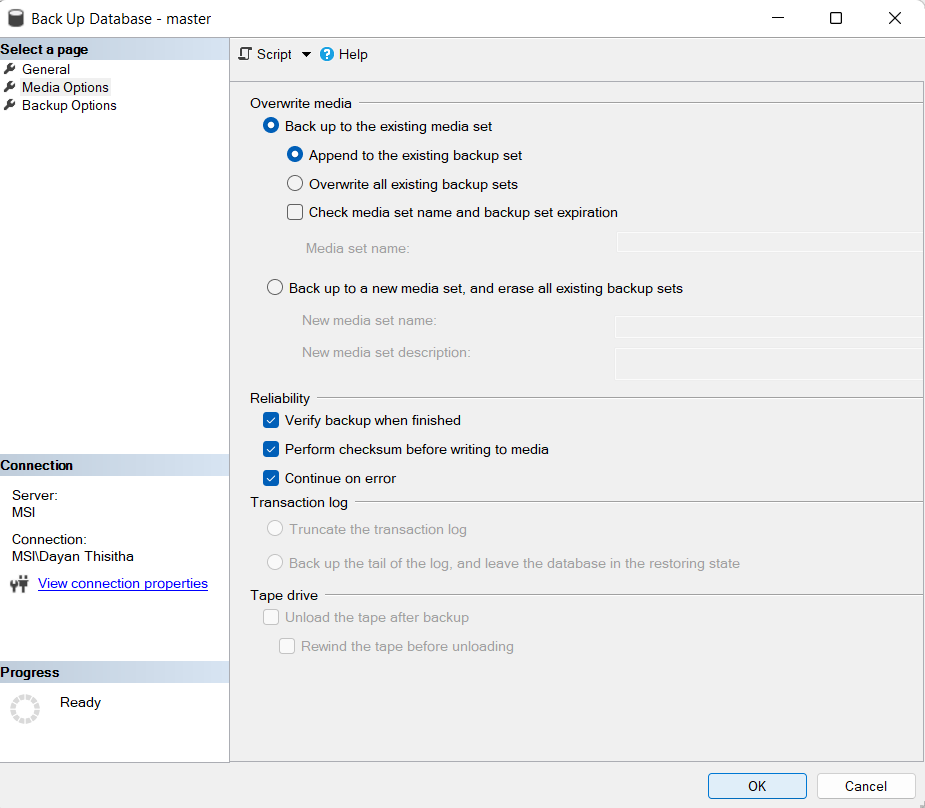 Back Up Database - master
Select a page
General
Media Options
Backup Options
Connection
Server:
MSI
Connection:
MSI\Dayan Thisitha
View connection properties
Progress
Ready
Script
Help
Overwrite media
Back up to the existing media set
Append to the existing backup set
Overwrite all existing backup sets
Check media set name and backup set expiration
Media set name:
Back up to a new media set, and erase all existing backup sets
New media set name:
New media set description:
Reliability
Verify backup when finished
Perform checksum before writing to media
Continue on error
Transaction log
Truncate the transaction log
Back up the tail of the log, and leave the database in the restoring state
Tape drive
Unload the tape after backup
Rewind the tape before unloading
OK
Cancel